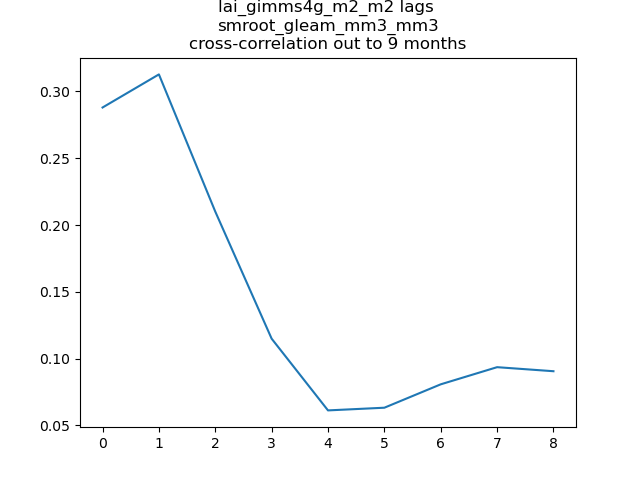 lai_gimms4g_m2_m2 lags
smroot_gleam_mm3_mm3
cross-correlation out to 9 months
0.30
0.25
0.20
0.15
0.10
0.05
0 1 2 3 4 5 6 7 8